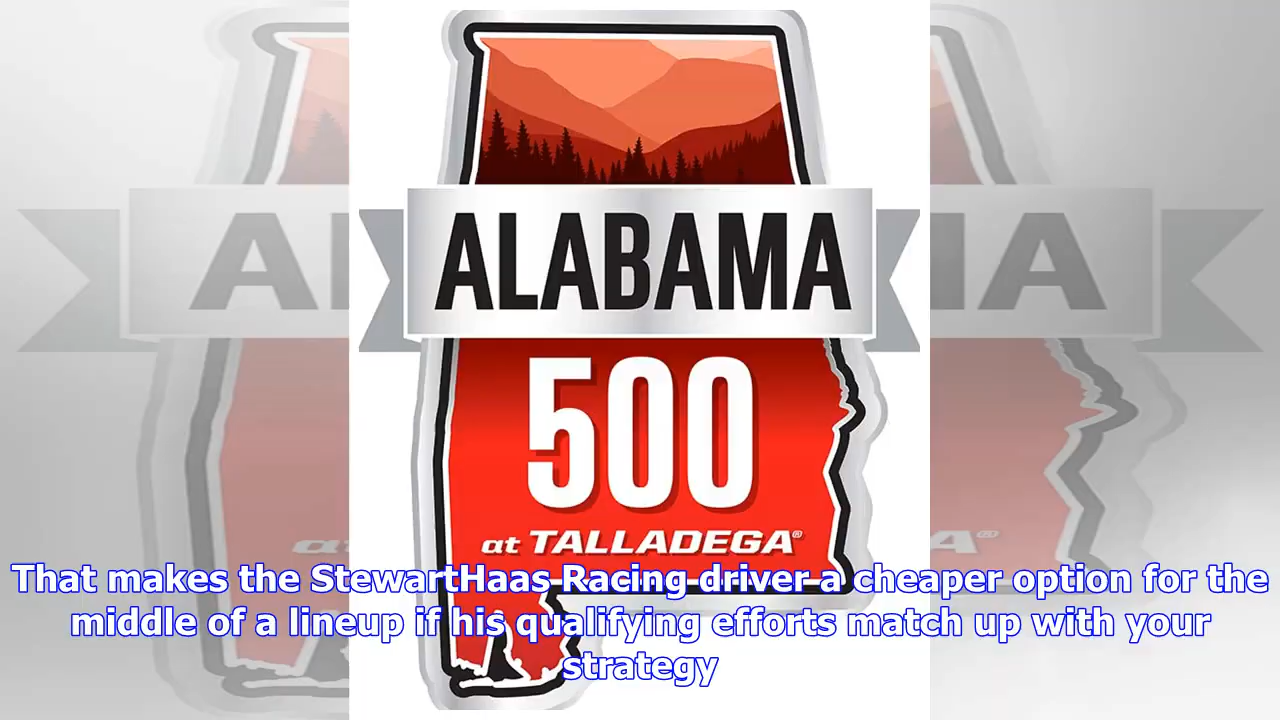 ALABAMA
500
at TALLADEGA®
That makes the StewartHaas Racing driver a cheaper option for the
middle of a lineup if his qualifying efforts match up with your
strategy